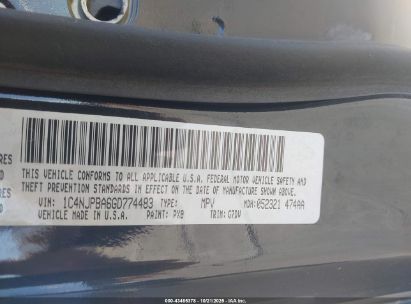 THIS VEHICLE CONFORMS TO ALL APPLICABLE U.S.A. FEDERAL MOTOR VEHICLE SAFETY AND
THEFT PREVENTION STANDARDS IN EFFECT ON THE DATE OF MANUFACTURE SHOWN ABOVE.
VIN: 1C4NJPBA6GD774483 TYPE: MPV MDH: 052321 474AA
VEHICLE MADE IN U.S.A. PAINT: PX8 TRIM: G7DV